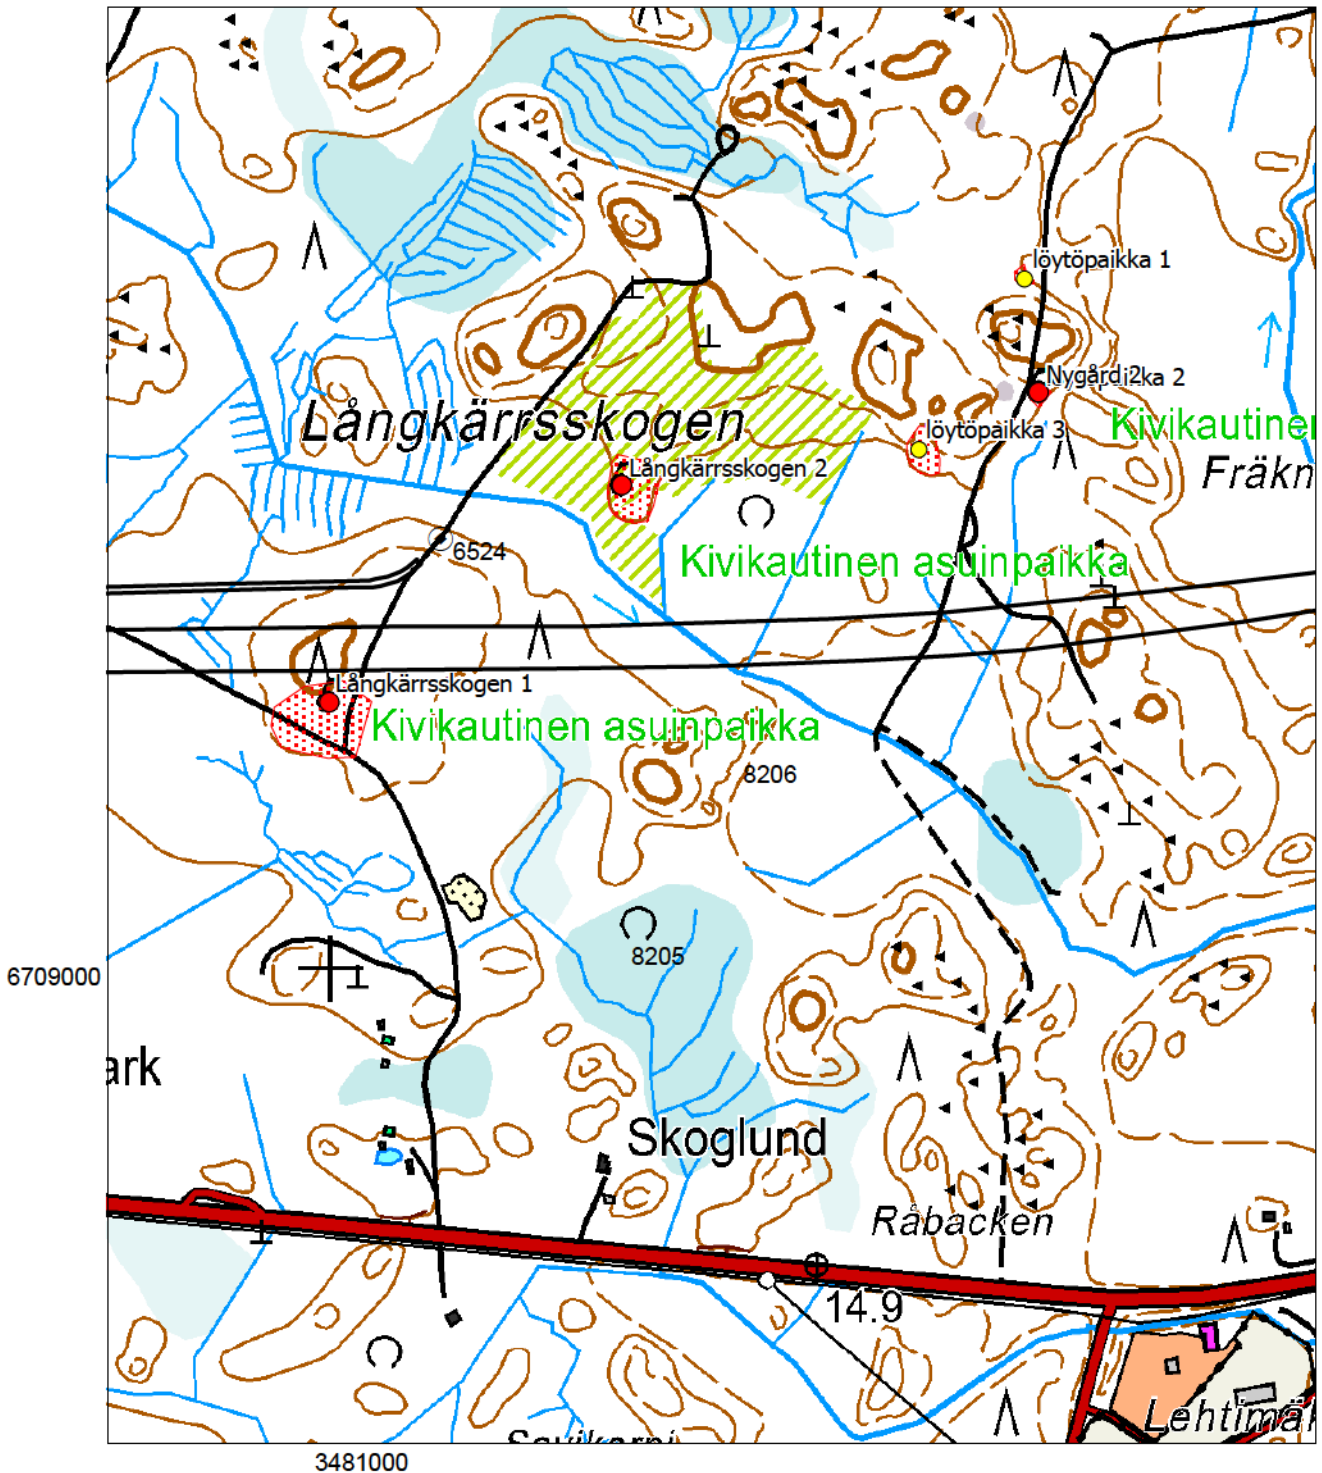 löytöpaikka 1
Nygård 2
Långkärrsskogen
löytöpaikka 3
Kivikautinen
Långkärrsskogen 2
Fräkn
6524
Kivikautinen asuinpaikka
Långkärrsskogen 1
Kivikautinen asuinpaikka
8206
8205
6709000
ark
Skoglund
Råbacken
14.9
Lehtimäk
3481000